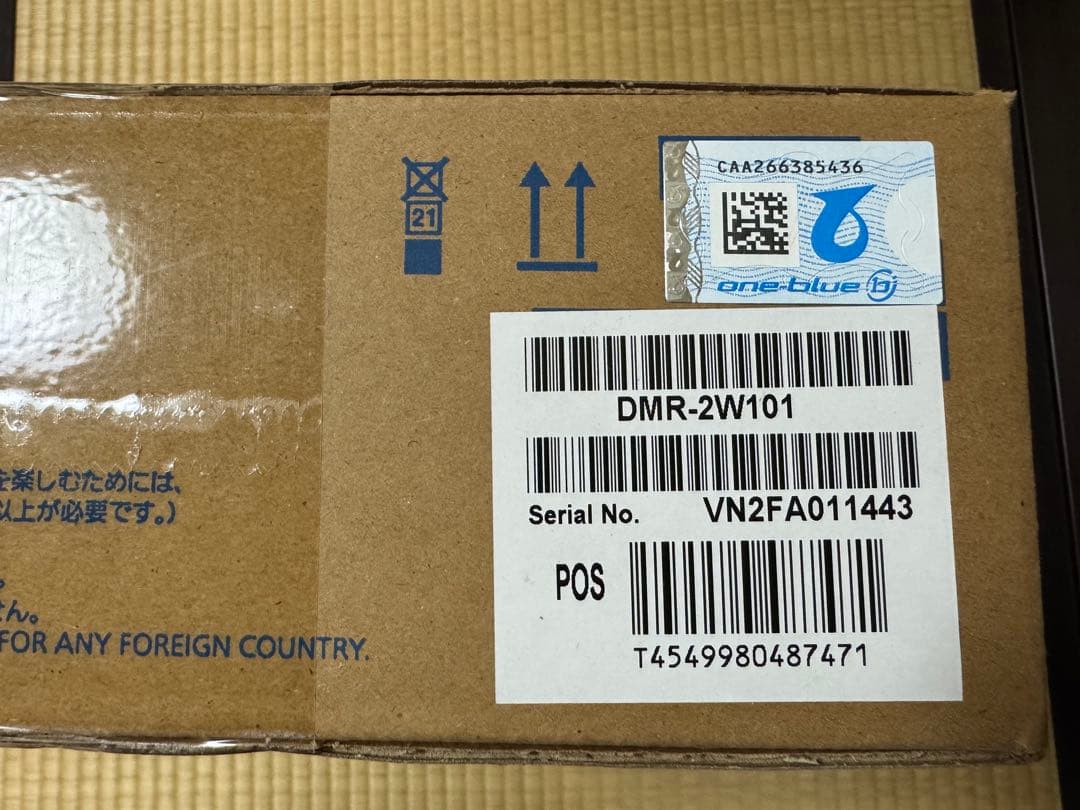 21
CAA266385436
one-blue
DMR-2W101
Serial No. VN2FA011443
POS
T4549980487471
を楽しむためには、
以上が必要です。)
せん。
FOR ANY FOREIGN COUNTRY.